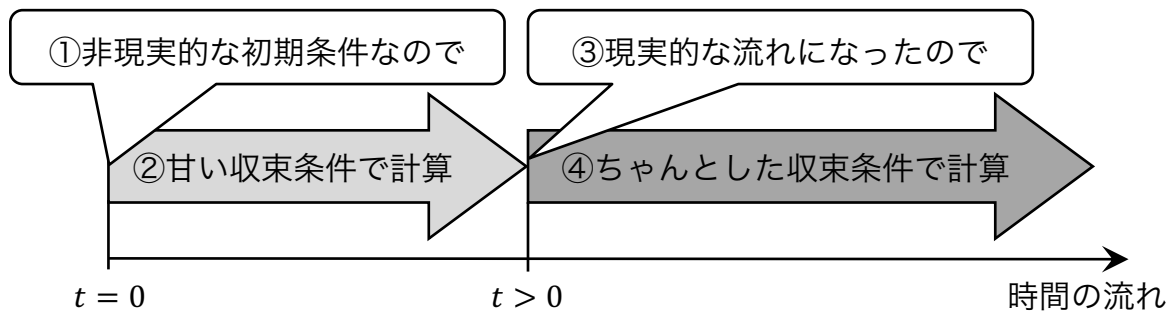 ①非現実的な初期条件なので
③現実的な流れになったので
②甘い収束条件で計算
④ちゃんとした収束条件で計算
t = 0
t > 0
時間の流れ